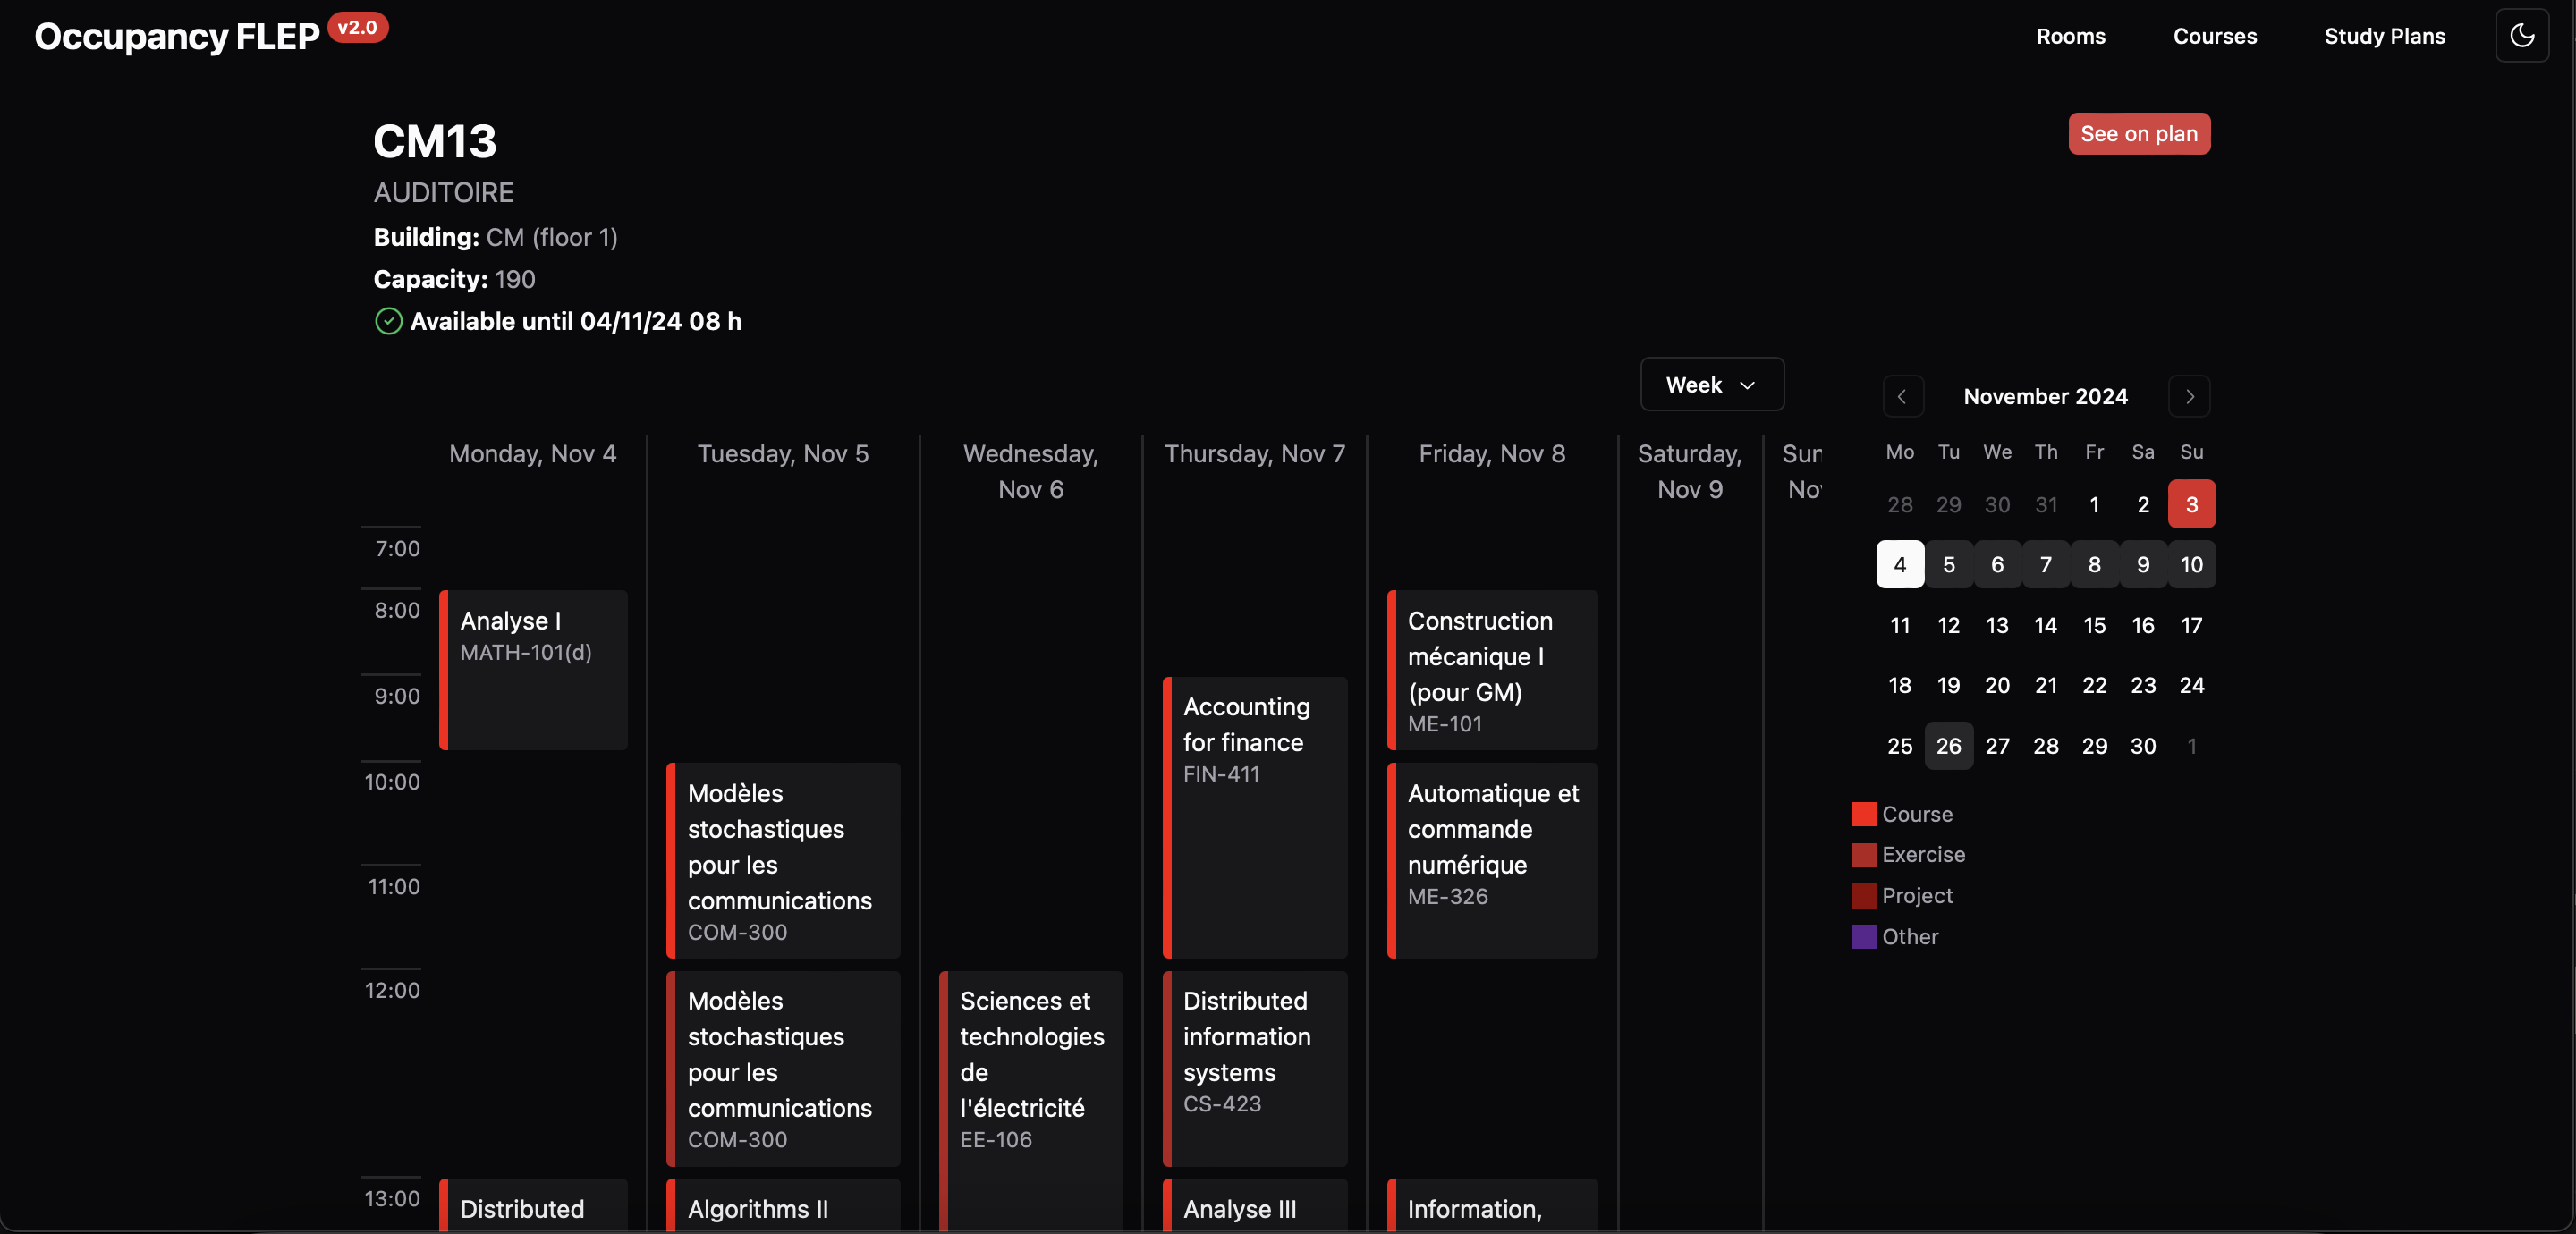 Occupancy FLEP v2.0
Rooms
Courses
Study Plans
CM13
See on plan
AUDITOIRE
Building: CM (floor 1)
Capacity: 190
Available until 04/11/24 08 h
Week
Monday, Nov 4
Tuesday, Nov 5
Wednesday,
Nov 6
Thursday, Nov 7
Friday, Nov 8
Saturday,
Nov 9
7:00
8:00
9:00
10:00
11:00
12:00
13:00
Analyse I
MATH-101(d)
Distributed
Modèles
stochastiques
pour les
communications
COM-300
Modèles
stochastiques
pour les
communications
COM-300
Algorithms II
Sciences et
technologies
de
l'électricité
EE-106
Accounting
for finance
FIN-411
Distributed
information
systems
CS-423
Analyse III
Construction
mécanique I
(pour GM)
ME-101
Automatique et
commande
numérique
ME-326
Information,
November 2024
Mo Tu We Th Fr Sa Su
28 29 30 31 1 2 3
4 5 6 7 8 9 10
11 12 13 14 15 16 17
18 19 20 21 22 23 24
25 26 27 28 29 30 1
Course
Exercise
Project
Other